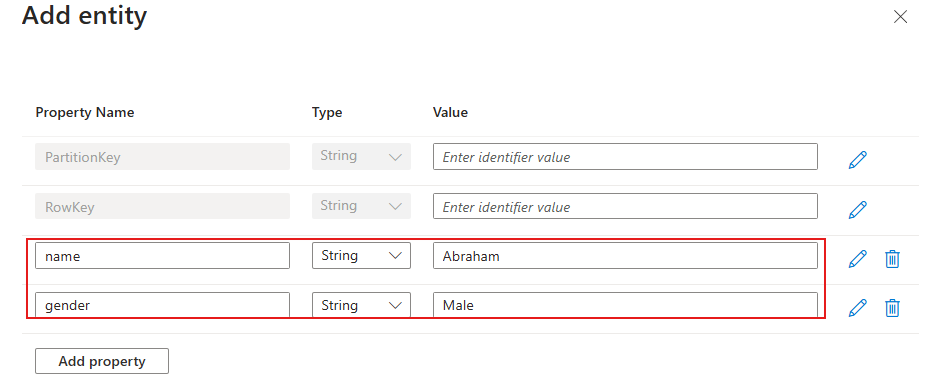 Add entity
Property Name Type Value
PartitionKey String Enter identifier value
RowKey String Enter identifier value
name String Abraham
gender String Male
Add property